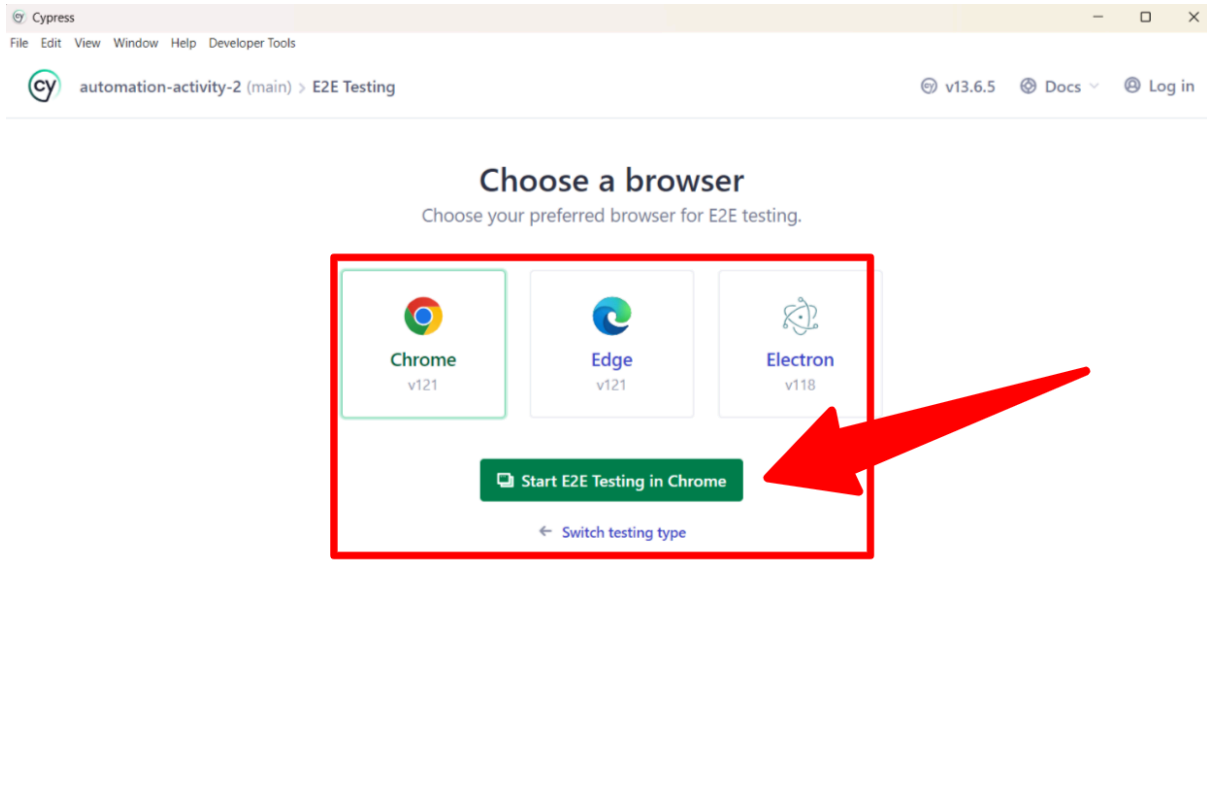 Cypress
File Edit View Window Help Developer Tools
cy automation-activity-2 (main) > E2E Testing v13.6.5 Docs Log in
Choose a browser
Choose your preferred browser for E2E testing.
Chrome Edge Electron
v121 v121 v118
Start E2E Testing in Chrome
← Switch testing type